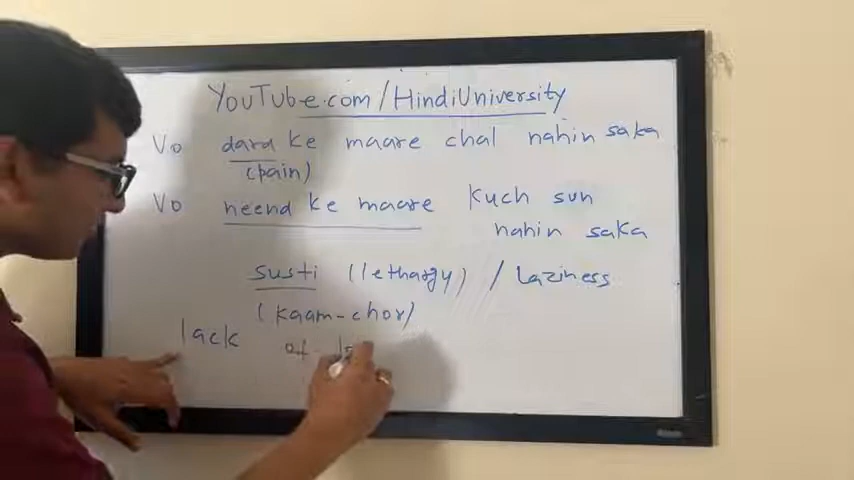 YouTube.com/HindiUniversity
Vo dara ke maare chal nahin saka
(pain)
Vo neend ke maare kuch sun
nahin saka
susti (lethargy) / Laziness
(kaam-chor)
lack of